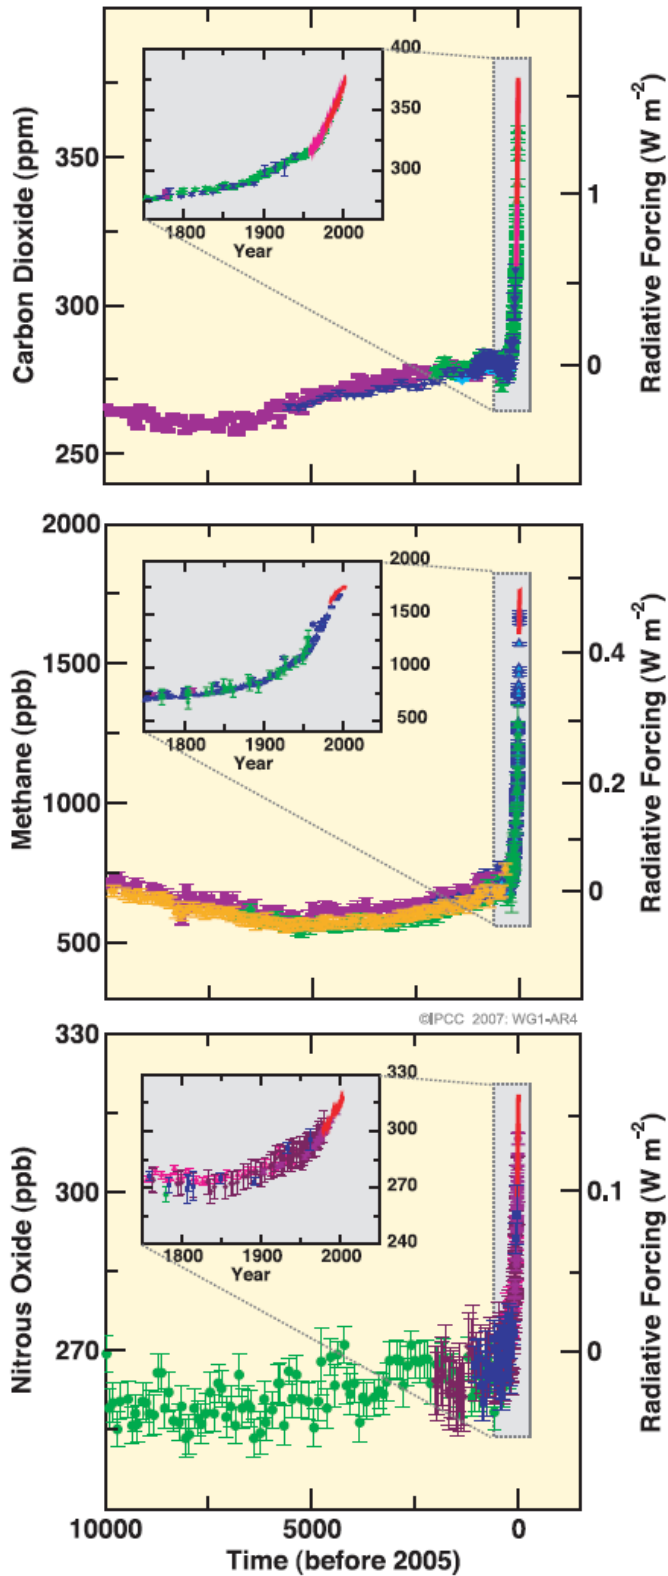 Carbon Dioxide (ppm)
350
300
250
400
350
300
1800 1900 2000
Year
1
0
Radiative Forcing (W m-2)
Methane (ppb)
2000
1500
1000
500
2000
1500
1000
500
1800 1900 2000
Year
0.4
0.2
0
Radiative Forcing (W m-2)
©IPCC 2007: WG1-AR4
Nitrous Oxide (ppb)
330
300
270
330
300
270
240
1800 1900 2000
Year
0.1
0
Radiative Forcing (W m-2)
10000 5000 0
Time (before 2005)